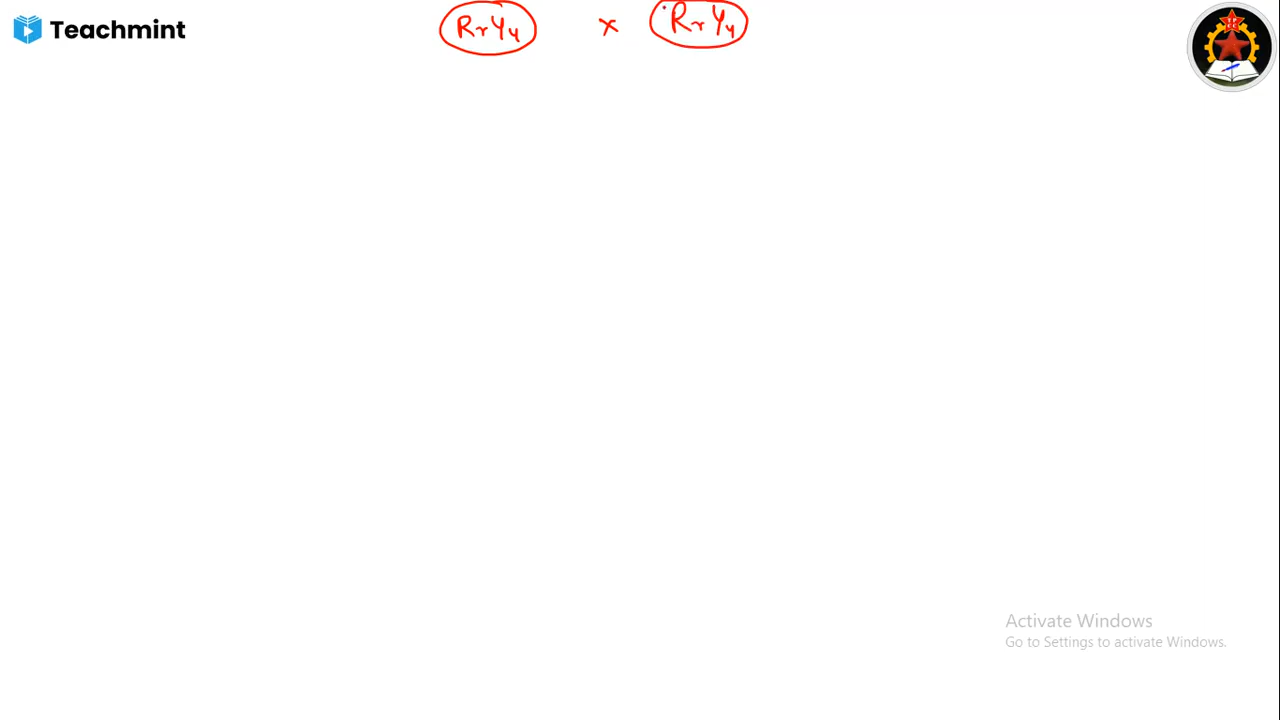 Teachmint
RrYy x RrYy
Activate Windows
Go to Settings to activate Windows.